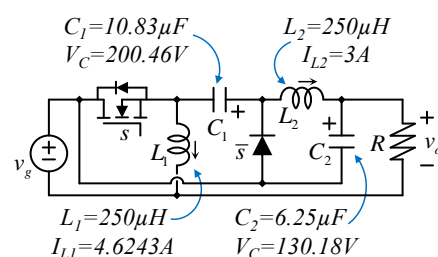 C1=10.83μF
VC=200.46V
L2=250μH
IL2=3A
s
C1
L2
L1
s̅
C2
R
vg
L1=250μH
IL1=4.6243A
C2=6.25μF
VC=130.18V